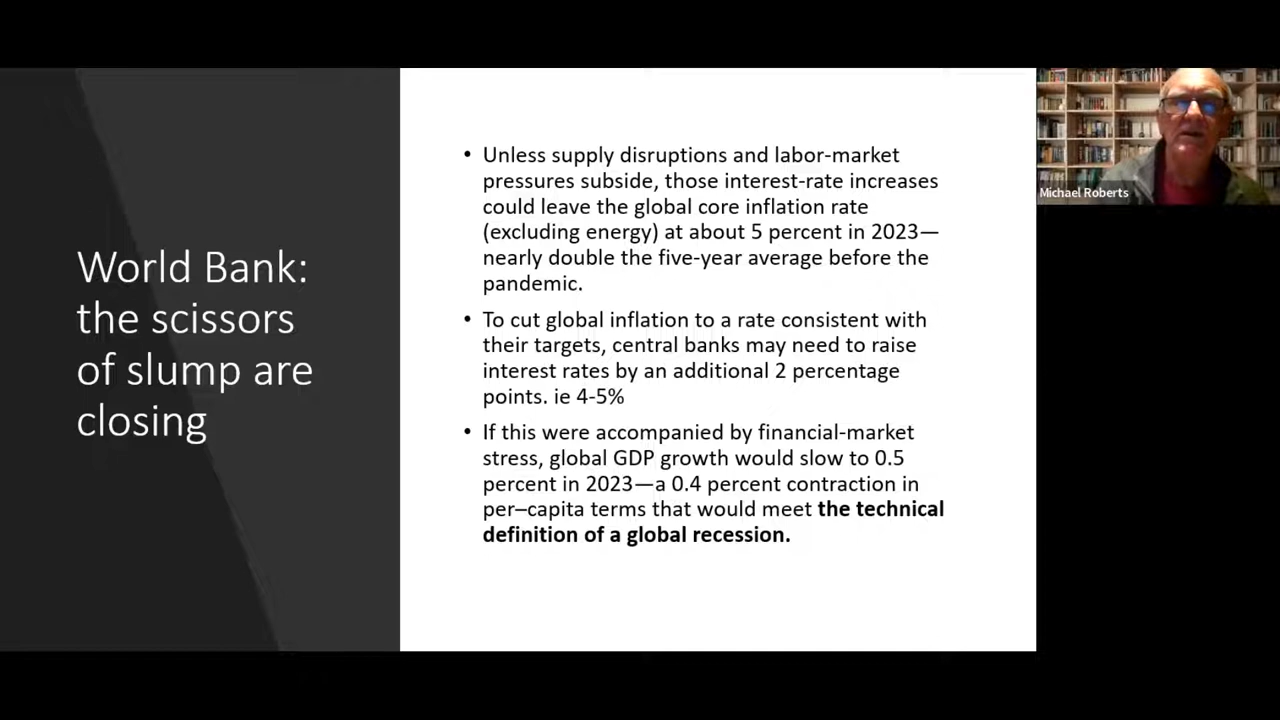 World Bank:
the scissors
of slump are
closing
• Unless supply disruptions and labor-market
pressures subside, those interest-rate increases
could leave the global core inflation rate
(excluding energy) at about 5 percent in 2023—
nearly double the five-year average before the
pandemic.
• To cut global inflation to a rate consistent with
their targets, central banks may need to raise
interest rates by an additional 2 percentage
points. ie 4-5%
• If this were accompanied by financial-market
stress, global GDP growth would slow to 0.5
percent in 2023—a 0.4 percent contraction in
per–capita terms that would meet the technical
definition of a global recession.
Michael Roberts